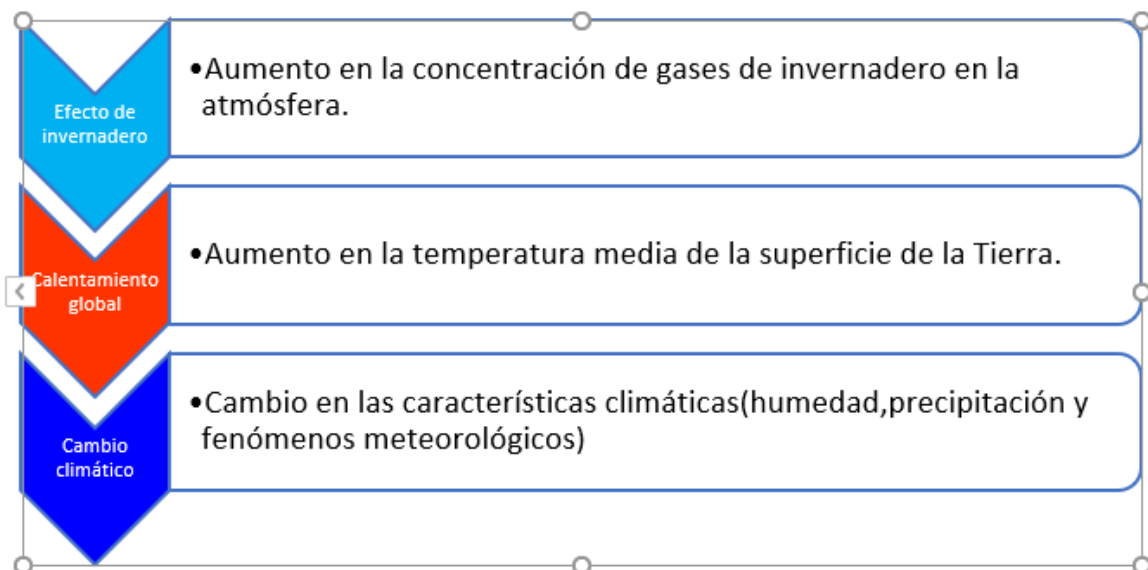 Efecto de
invernadero
•Aumento en la concentración de gases de invernadero en la
atmósfera.
Calentamiento
global
•Aumento en la temperatura media de la superficie de la Tierra.
Cambio
climático
•Cambio en las características climáticas(humedad,precipitación y
fenómenos meteorológicos)